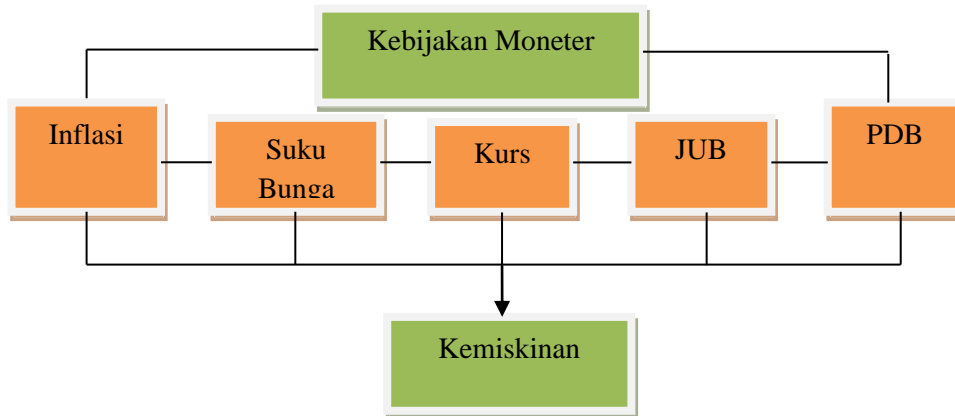 Kebijakan Moneter
Inflasi
Suku
Bunga
Kurs
JUB
PDB
Kemiskinan